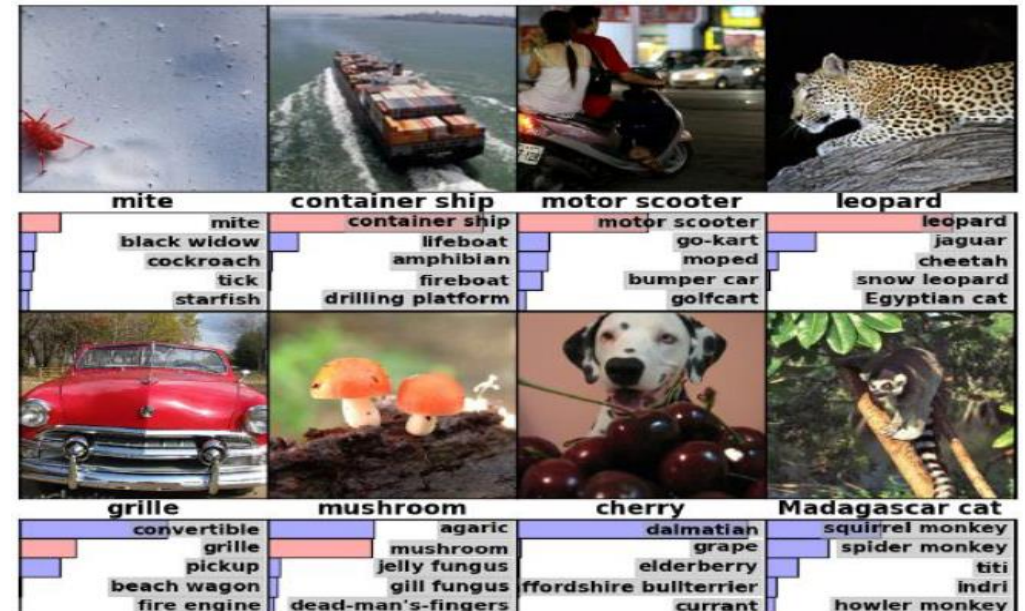 mite container ship motor scooter leopard
mite
black widow
cockroach
tick
starfish
container ship
lifeboat
amphibian
fireboat
drilling platform
motor scooter
go-kart
moped
bumper car
golfcart
leopard
jaguar
cheetah
snow leopard
Egyptian cat
grille mushroom cherry Madagascar cat
convertible
grille
pickup
beach wagon
fire engine
agaric
mushroom
jelly fungus
gill fungus
dead-man's-fingers
dalmatian
grape
elderberry
ffordshire bullterrier
currant
squirrel monkey
spider monkey
titi
indri
howler monkey